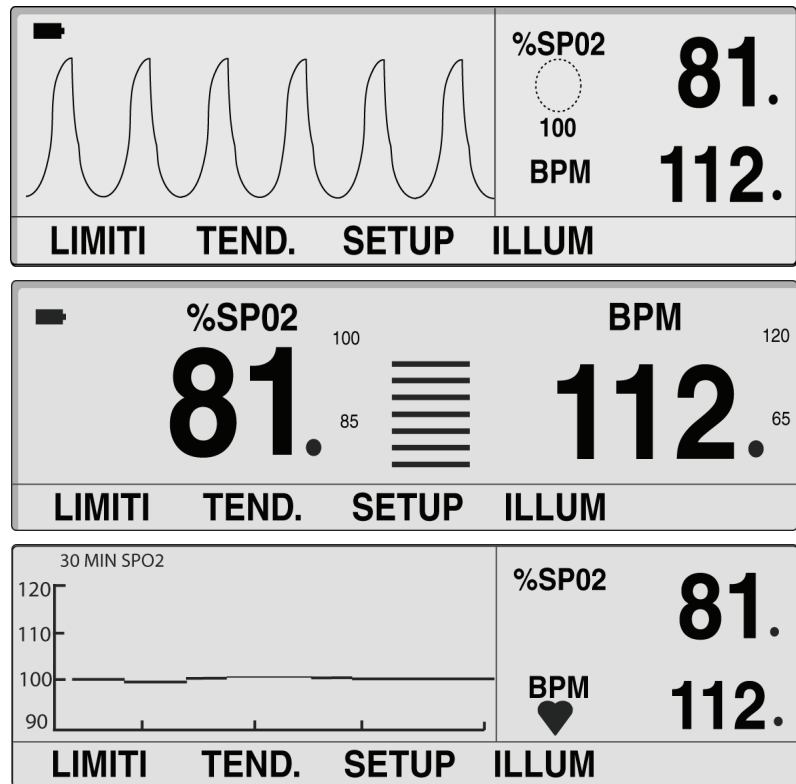 %SP02 81.
100
BPM 112.
LIMITI TEND. SETUP ILLUM
%SP02 BPM
100 120
81. 85 112. 65
LIMITI TEND. SETUP ILLUM
30 MIN SPO2
120
110
100
90
%SP02 81.
BPM 112.
LIMITI TEND. SETUP ILLUM